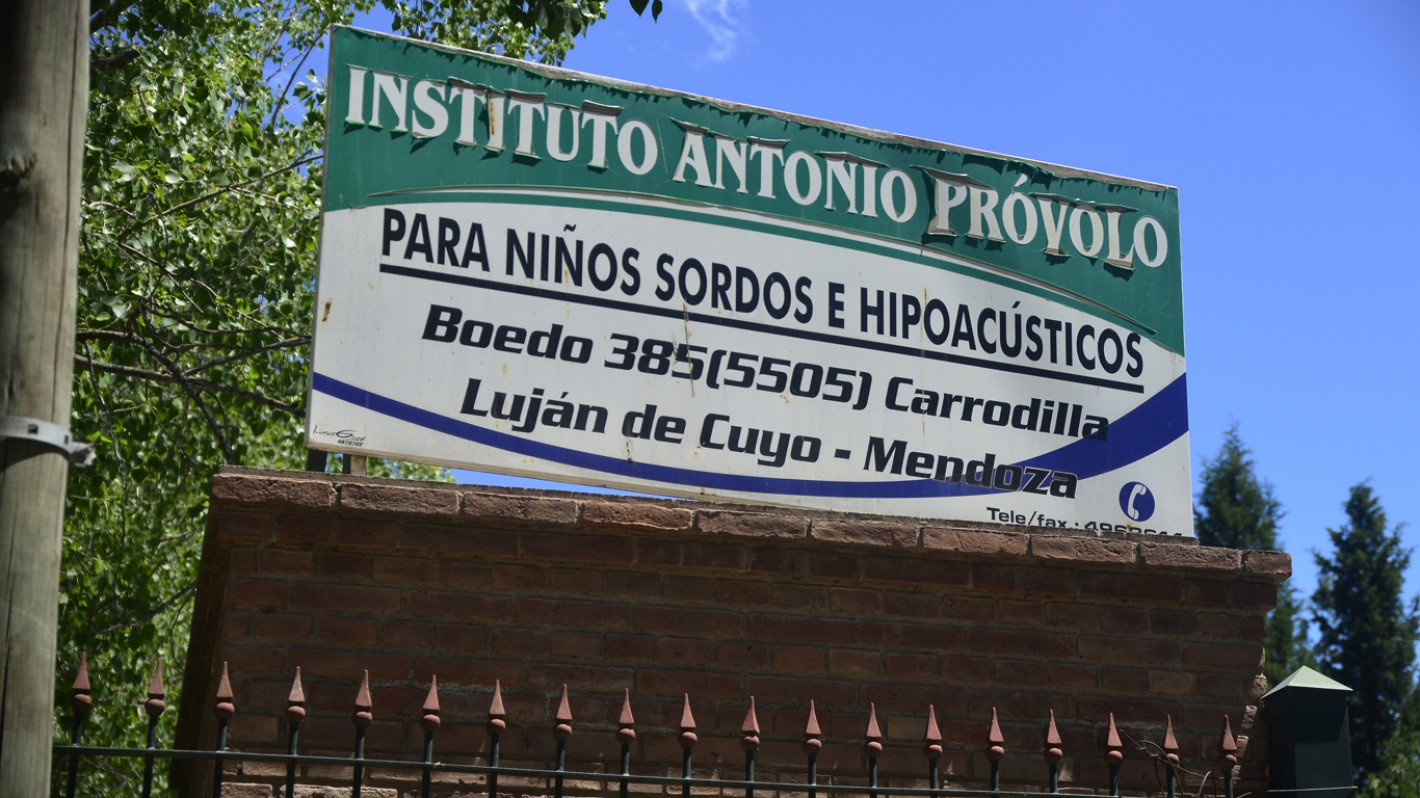 INSTITUTO ANTONIO PRÓVOLO
PARA NIÑOS SORDOS E HIPOACÚSTICOS
Boedo 385(5505) Carrodilla
Luján de Cuyo - Mendoza
Tele/fax.: